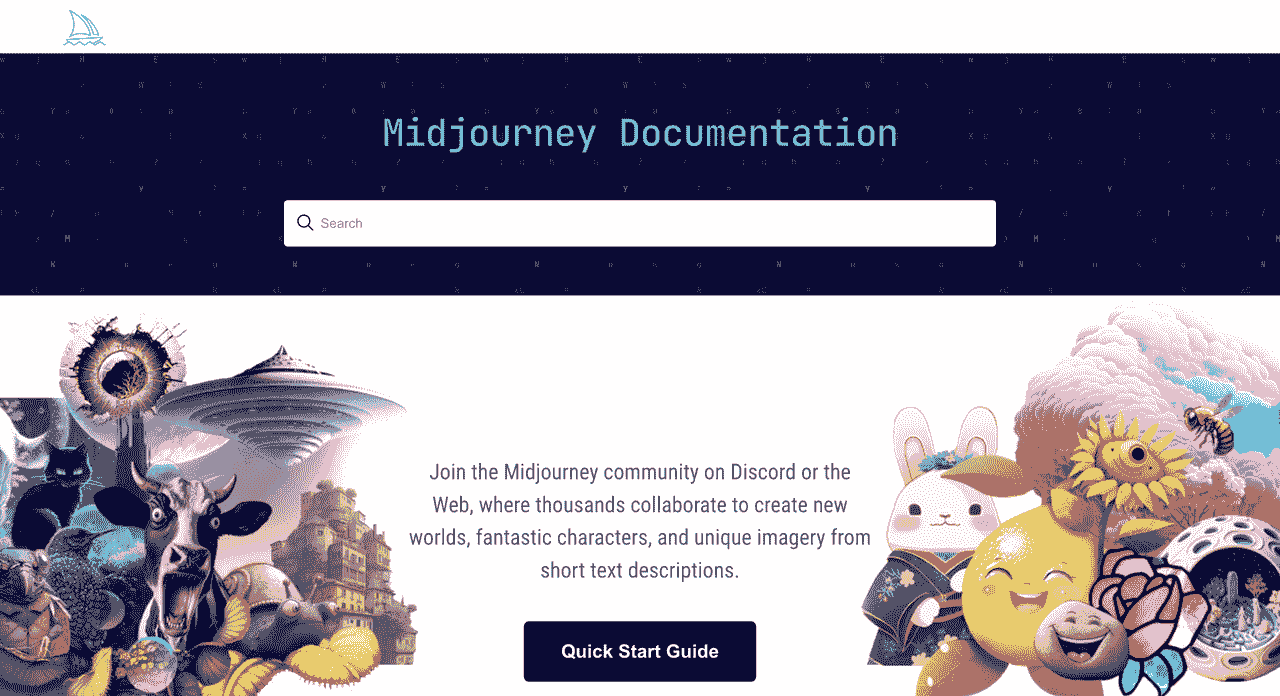 Midjourney Documentation
Search
Join the Midjourney community on Discord or the
Web, where thousands collaborate to create new
worlds, fantastic characters, and unique imagery from
short text descriptions.
Quick Start Guide